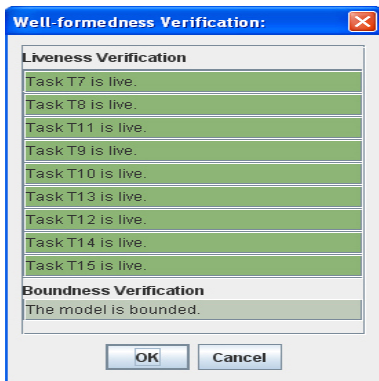 Well-formedness Verification:
Liveness Verification
Task T7 is live.
Task T8 is live.
Task T11 is live.
Task T9 is live.
Task T10 is live.
Task T13 is live.
Task T12 is live.
Task T14 is live.
Task T15 is live.
Boundness Verification
The model is bounded.
OK Cancel